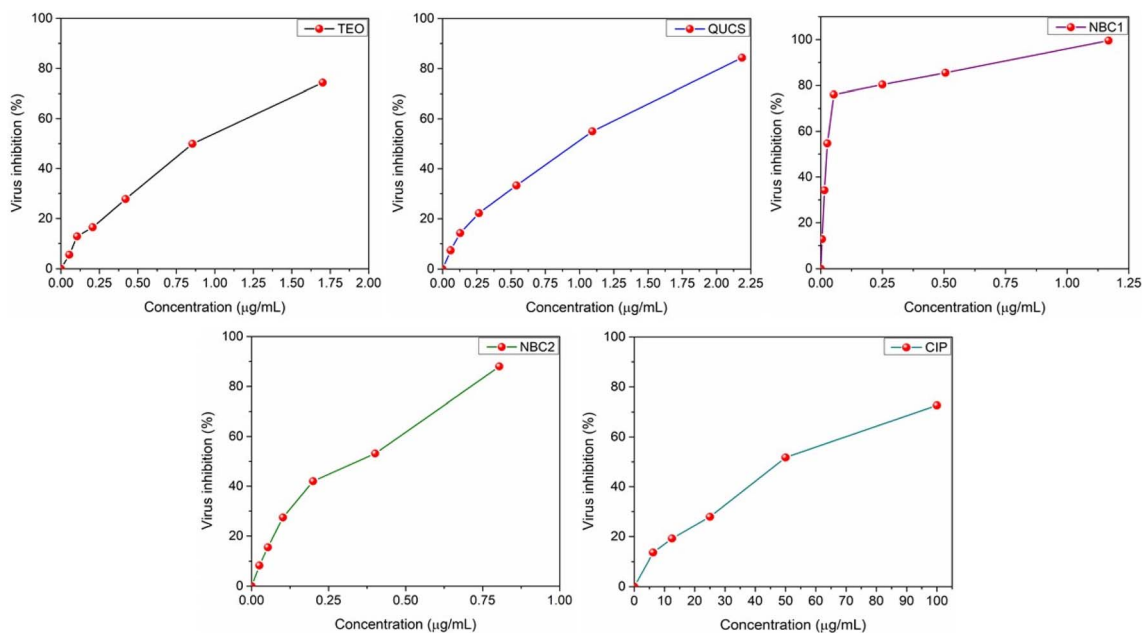 TEO
100
80
60
40
20
0
Virus inhibition (%)
0.00 0.25 0.50 0.75 1.00 1.25 1.50 1.75 2.00
Concentration (μg/mL)
QUCS
100
80
60
40
20
0
Virus inhibition (%)
0.00 0.25 0.50 0.75 1.00 1.25 1.50 1.75 2.00 2.25
Concentration (μg/mL)
NBC1
100
80
60
40
20
0
Virus inhibition (%)
0.00 0.25 0.50 0.75 1.00 1.25
Concentration (μg/mL)
NBC2
100
80
60
40
20
0
Virus inhibition (%)
0.00 0.25 0.50 0.75 1.00
Concentration (μg/mL)
CIP
100
80
60
40
20
0
Virus inhibition (%)
0 10 20 30 40 50 60 70 80 90 100
Concentration (μg/mL)